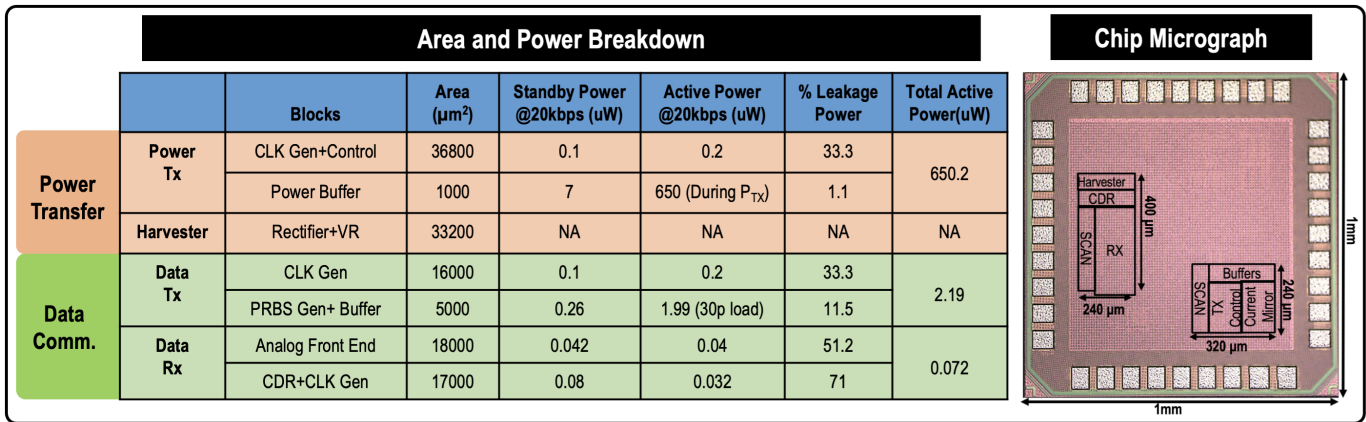 Area and Power Breakdown
Chip Micrograph
Blocks
Area (μm²)
Standby Power @20kbps (uW)
Active Power @20kbps (uW)
% Leakage Power
Total Active Power(uW)
Power Transfer
Power Tx
CLK Gen+Control
36800
0.1
0.2
33.3
650.2
Power Buffer
1000
7
650 (During PTX)
1.1
Harvester
Rectifier+VR
33200
NA
NA
NA
NA
Data Comm.
Data Tx
CLK Gen
16000
0.1
0.2
33.3
2.19
PRBS Gen+ Buffer
5000
0.26
1.99 (30p load)
11.5
Data Rx
Analog Front End
18000
0.042
0.04
51.2
0.072
CDR+CLK Gen
17000
0.08
0.032
71
Harvester
CDR
SCAN
RX
400 μm
240 μm
Buffers
SCAN
TX
Control
Current
Mirror
240 μm
320 μm
1mm
1mm